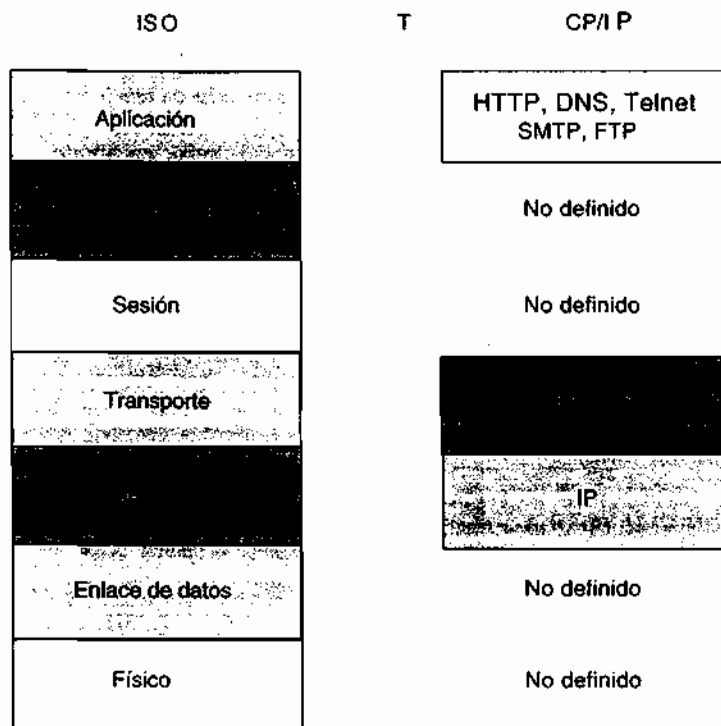 ISO T CP/I P
Aplicación
HTTP, DNS, Telnet
SMTP, FTP
No definido
Sesión
No definido
Transporte
IP
Enlace de datos
No definido
Físico
No definido